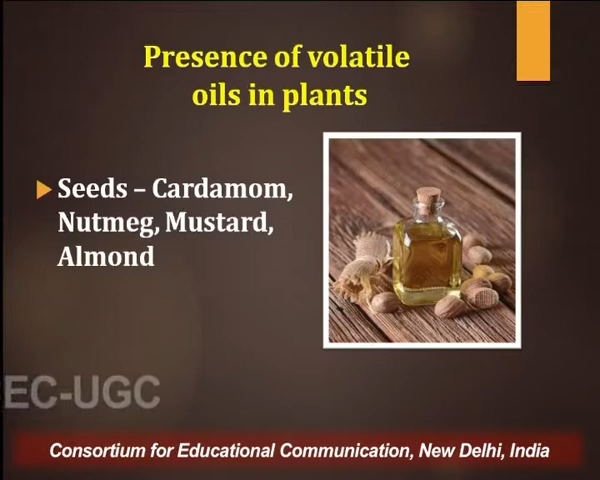 Presence of volatile
oils in plants
Seeds – Cardamom,
Nutmeg, Mustard,
Almond
EC-UGC
Consortium for Educational Communication, New Delhi, India